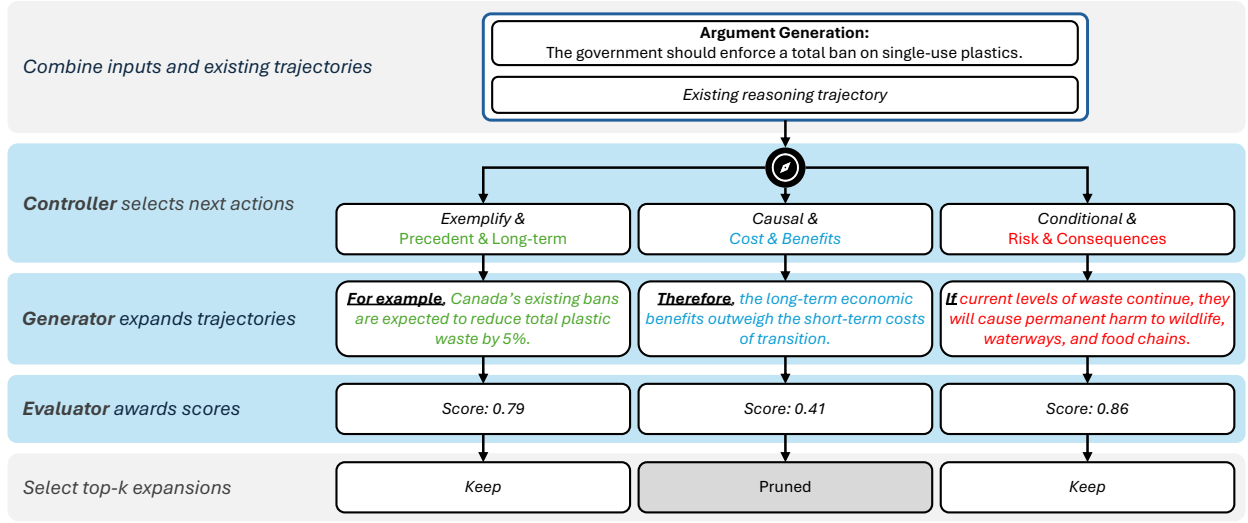 Combine inputs and existing trajectories
Argument Generation:
The government should enforce a total ban on single-use plastics.
Existing reasoning trajectory
Controller selects next actions
Exemplify &
Precedent & Long-term
Causal &
Cost & Benefits
Conditional &
Risk & Consequences
Generator expands trajectories
For example, Canada's existing bans
are expected to reduce total plastic
waste by 5%.
Therefore, the long-term economic
benefits outweigh the short-term costs
of transition.
If current levels of waste continue, they
will cause permanent harm to wildlife,
waterways, and food chains.
Evaluator awards scores
Score: 0.79
Score: 0.41
Score: 0.86
Select top-k expansions
Keep
Pruned
Keep